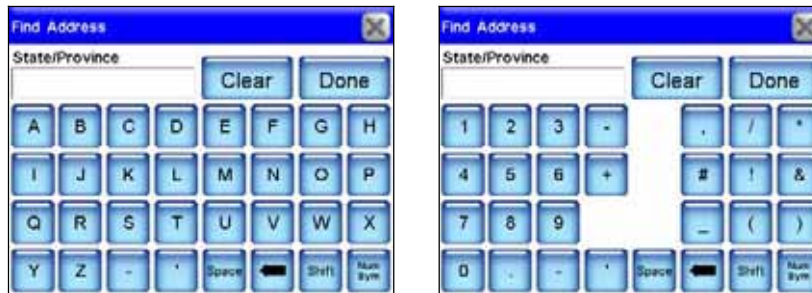 Find Address
State/Province
Clear Done
A B C D E F G H
I J K L M N O P
Q R S T U V W X
Y Z - ' Space Shift Num Sym
Find Address
State/Province
Clear Done
1 2 3 - , / *
4 5 6 + # ! &
7 8 9 _ ( )
0 . - ' Space Shift Num Sym